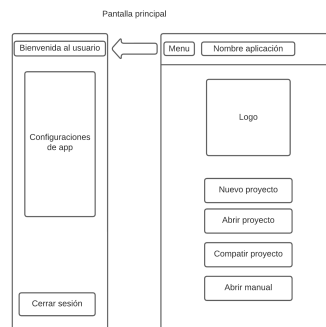 Pantalla principal
Bienvenida al usuario
Menu
Nombre aplicación
Configuraciones
de app
Logo
Nuevo proyecto
Abrir proyecto
Compatir proyecto
Abrir manual
Cerrar sesión